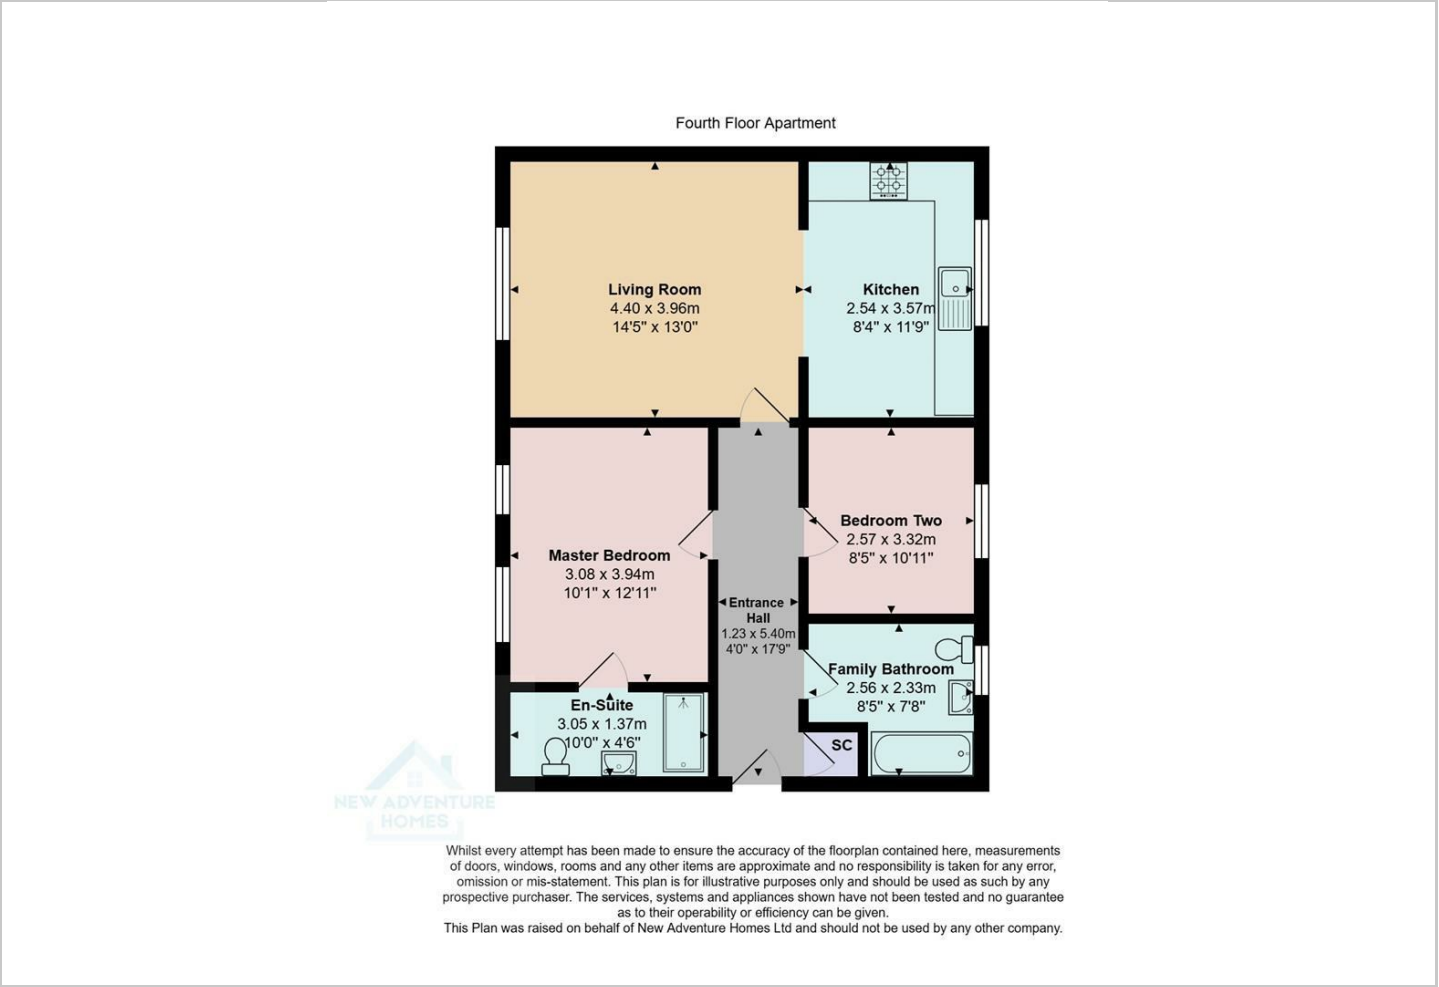 Fourth Floor Apartment
Living Room
4.40 x 3.96m
14'5" x 13'0"
Kitchen
2.54 x 3.57m
8'4" x 11'9"
Master Bedroom
3.08 x 3.94m
10'1" x 12'11"
Bedroom Two
2.57 x 3.32m
8'5" x 10'11"
Entrance
Hall
1.23 x 5.40m
4'0" x 17'9"
Family Bathroom
2.56 x 2.33m
8'5" x 7'8"
En-Suite
3.05 x 1.37m
10'0" x 4'6"
SC
NEW ADVENTURE
HOMES
Whilst every attempt has been made to ensure the accuracy of the floorplan contained here, measurements
of doors, windows, rooms and any other items are approximate and no responsibility is taken for any error,
omission or mis-statement. This plan is for illustrative purposes only and should be used as such by any
prospective purchaser. The services, systems and appliances shown have not been tested and no guarantee
as to their operability or efficiency can be given.
This Plan was raised on behalf of New Adventure Homes Ltd and should not be used by any other company.